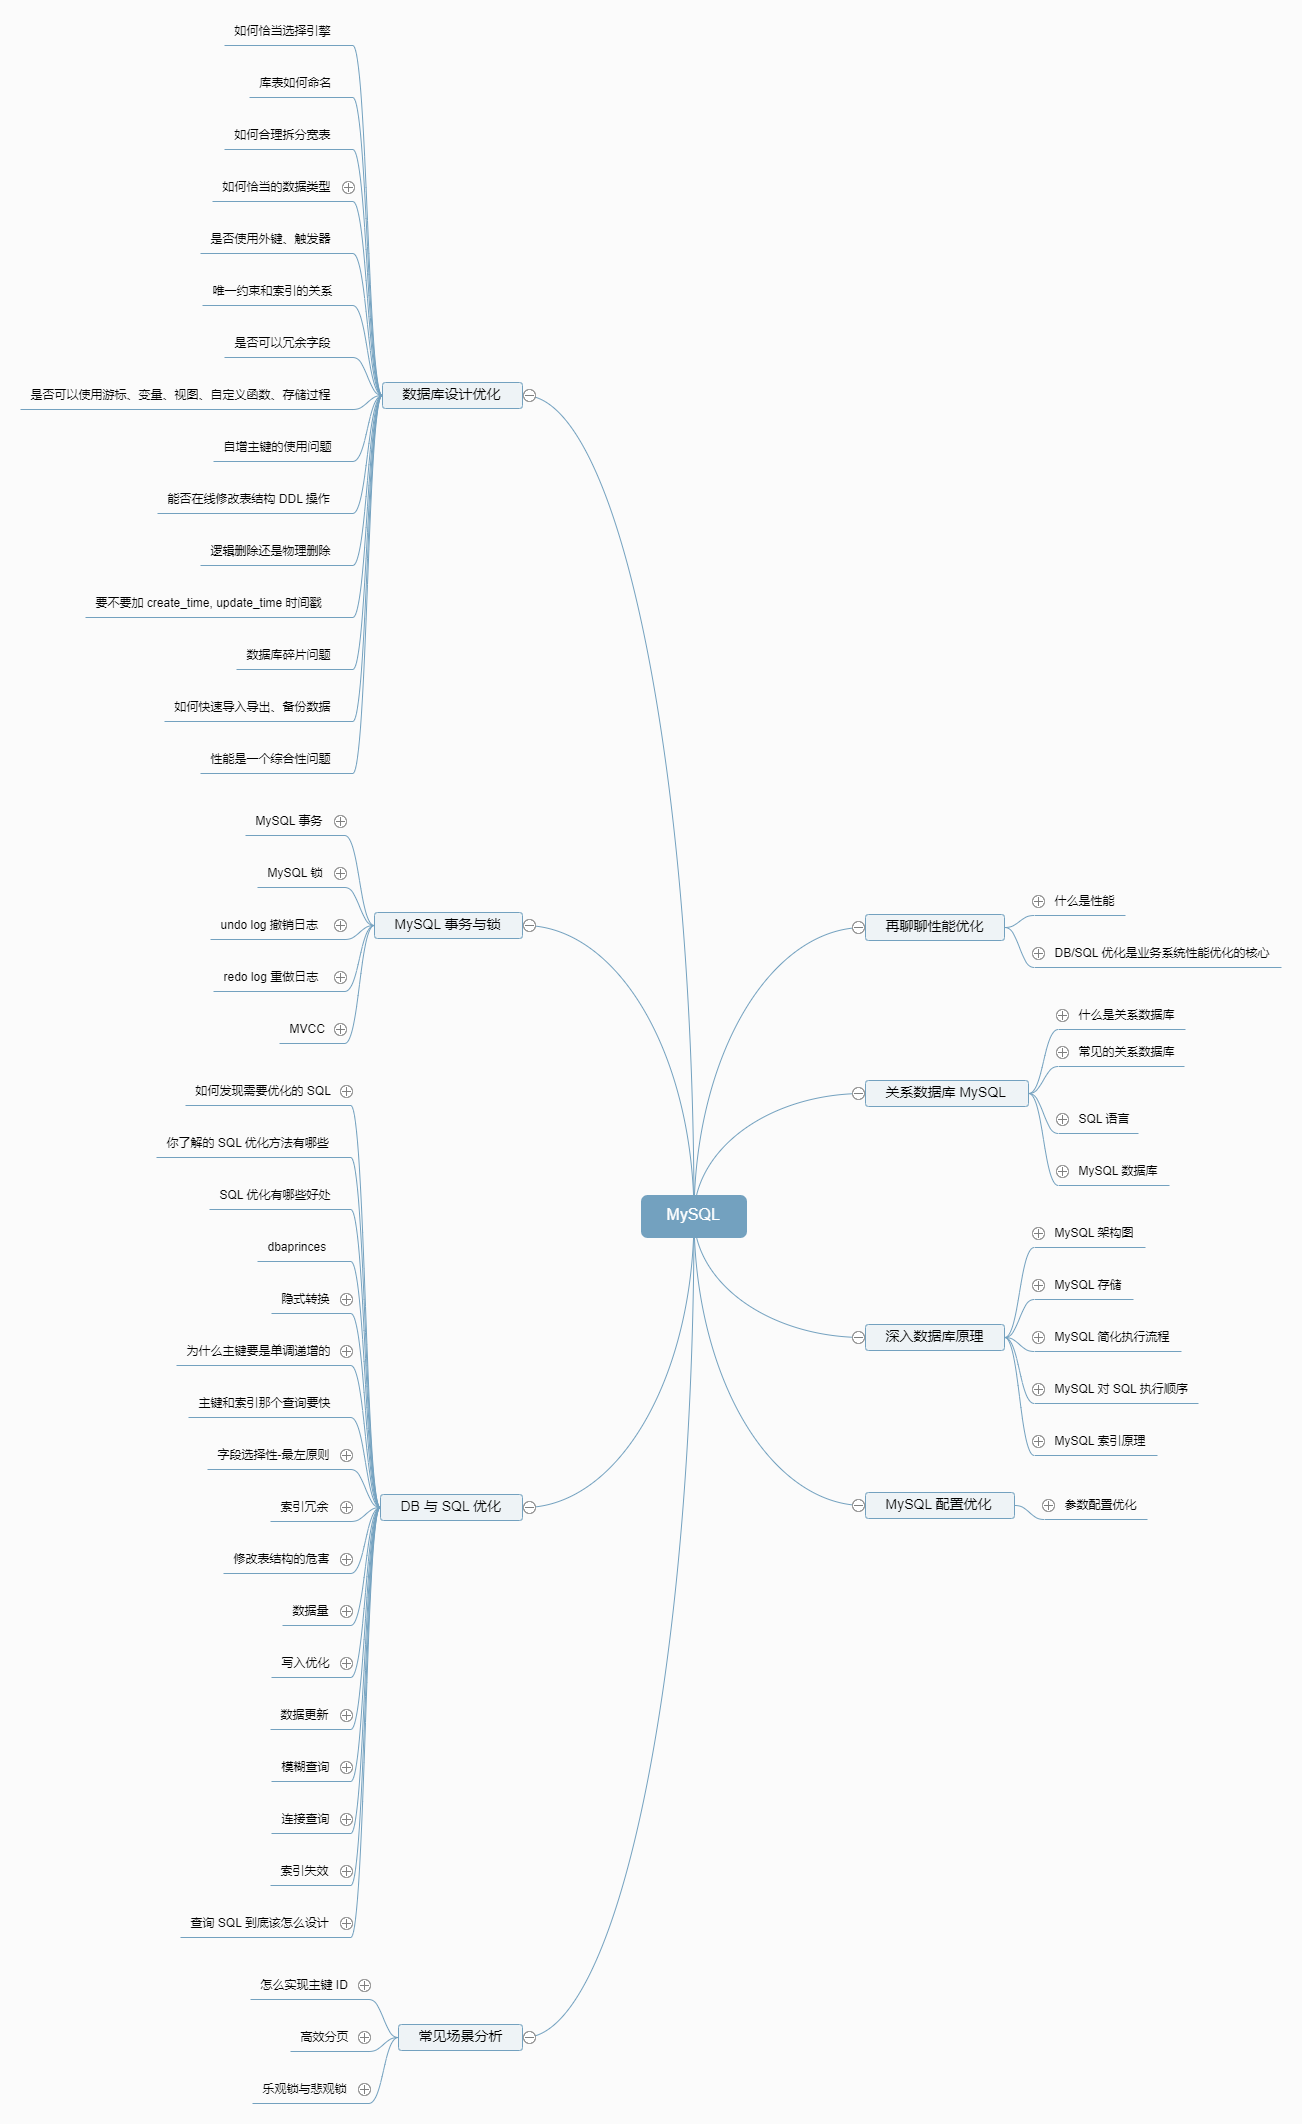 MySQL
再聊聊性能优化
什么是性能
DB/SQL 优化是业务系统性能优化的核心
关系数据库 MySQL
什么是关系数据库
常见的关系数据库
SQL 语言
MySQL 数据库
深入数据库原理
MySQL 架构图
MySQL 存储
MySQL 简化执行流程
MySQL 对 SQL 执行顺序
MySQL 索引原理
MySQL 配置优化
参数配置优化
数据库设计优化
如何恰当选择引擎
库表如何命名
如何合理拆分宽表
如何恰当的数据类型
是否使用外键、触发器
唯一约束和索引的关系
是否可以冗余字段
是否可以使用游标、变量、视图、自定义函数、存储过程
自增主键的使用问题
能否在线修改表结构 DDL 操作
逻辑删除还是物理删除
要不要加 create_time, update_time 时间戳
数据库碎片问题
如何快速导入导出、备份数据
性能是一个综合性问题
MySQL 事务与锁
MySQL 事务
MySQL 锁
undo log 撤销日志
redo log 重做日志
MVCC
DB 与 SQL 优化
如何发现需要优化的 SQL
你了解的 SQL 优化方法有哪些
SQL 优化有哪些好处
dbaprinces
隐式转换
为什么主键要是单调递增的
主键和索引那个查询要快
字段选择性-最左原则
索引冗余
修改表结构的危害
数据量
写入优化
数据更新
模糊查询
连接查询
索引失效
查询 SQL 到底该怎么设计
常见场景分析
怎么实现主键 ID
高效分页
乐观锁与悲观锁